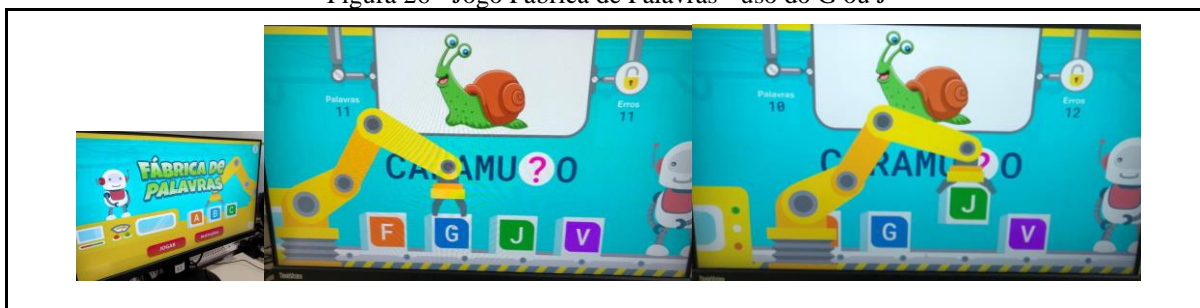 Figura 26 - Jogo Fábrica de Palavras - uso do G ou J
FÁBRICA DE
PALAVRAS
A B C
JOGAR
Palavras
11
Erros
11
CARAMU?O
F G J V
Palavras
10
Erros
12
CARAMU?O
J
G V